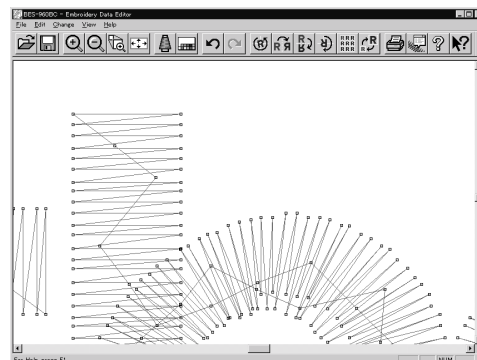 BES-960BC - Embroidery Data Editor
File Edit Change View Help
For Help, press F1
NUM